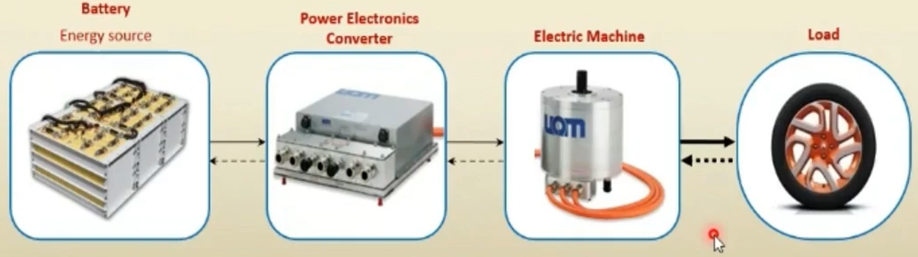 Battery
Energy source
Power Electronics
Converter
Electric Machine
Load
UQM
UQM